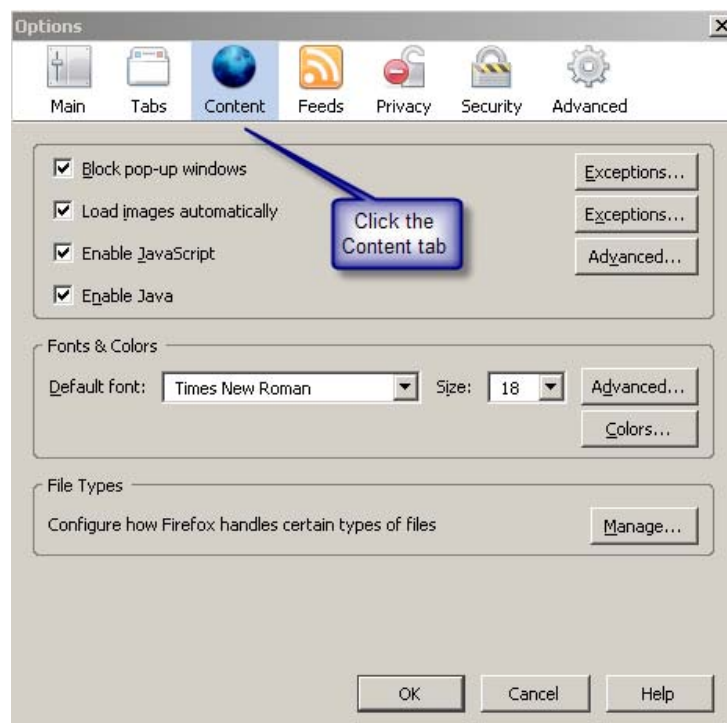 Options
Main Tabs Content Feeds Privacy Security Advanced
Block pop-up windows Exceptions...
Load images automatically Exceptions...
Click the
Content tab
Enable JavaScript Advanced...
Enable Java
Fonts & Colors
Default font: Times New Roman Size: 18 Advanced...
Colors...
File Types
Configure how Firefox handles certain types of files Manage...
OK Cancel Help